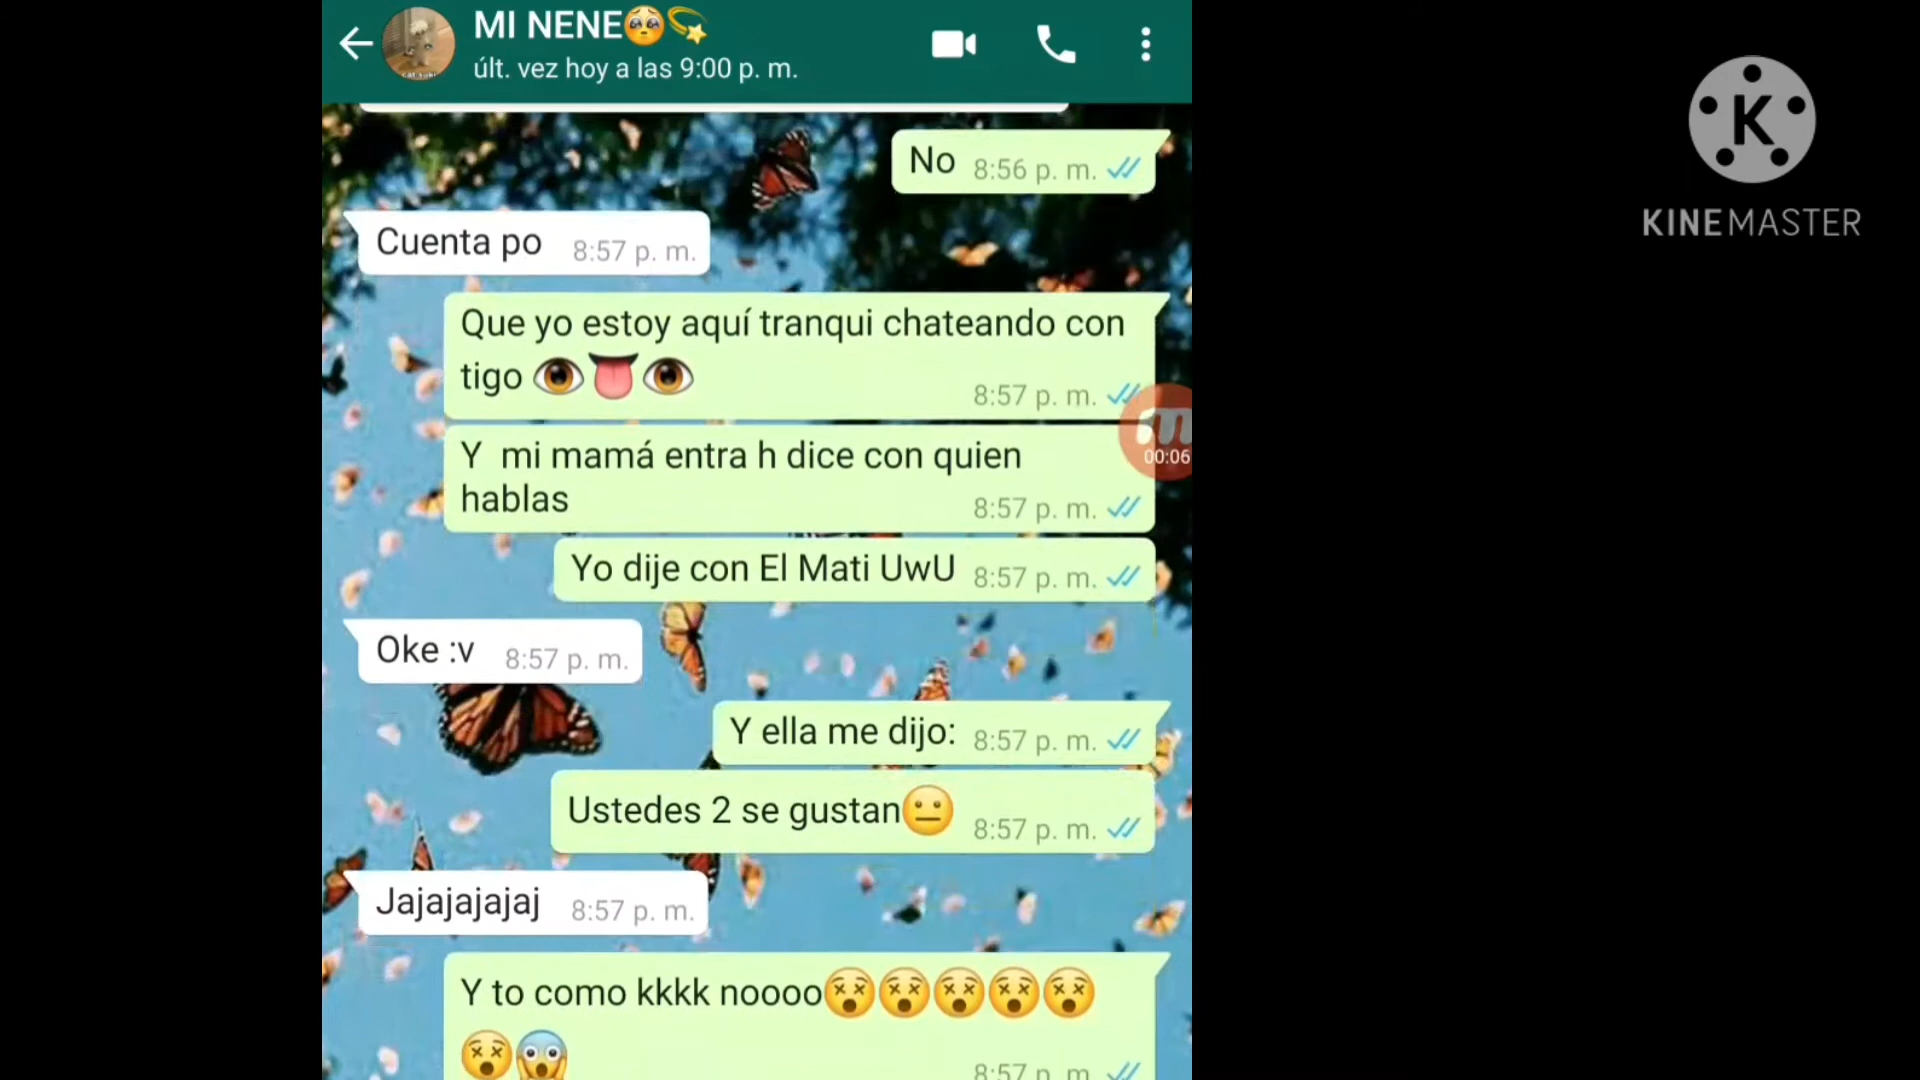 MI NENE🥺💫
últ. vez hoy a las 9:00 p. m.
No 8:56 p. m.
Cuenta po 8:57 p. m.
Que yo estoy aquí tranqui chateando con
tigo 👁👅👁 8:57 p. m.
Y mi mamá entra h dice con quien
hablas 8:57 p. m.
Yo dije con El Mati UwU 8:57 p. m.
Oke :v 8:57 p. m.
Y ella me dijo: 8:57 p. m.
Ustedes 2 se gustan😐 8:57 p. m.
Jajajajajaj 8:57 p. m.
Y to como kkkk noooo😵😵😵😵😵
😵😱 8:57 p. m.
00:06
K
KINEMASTER